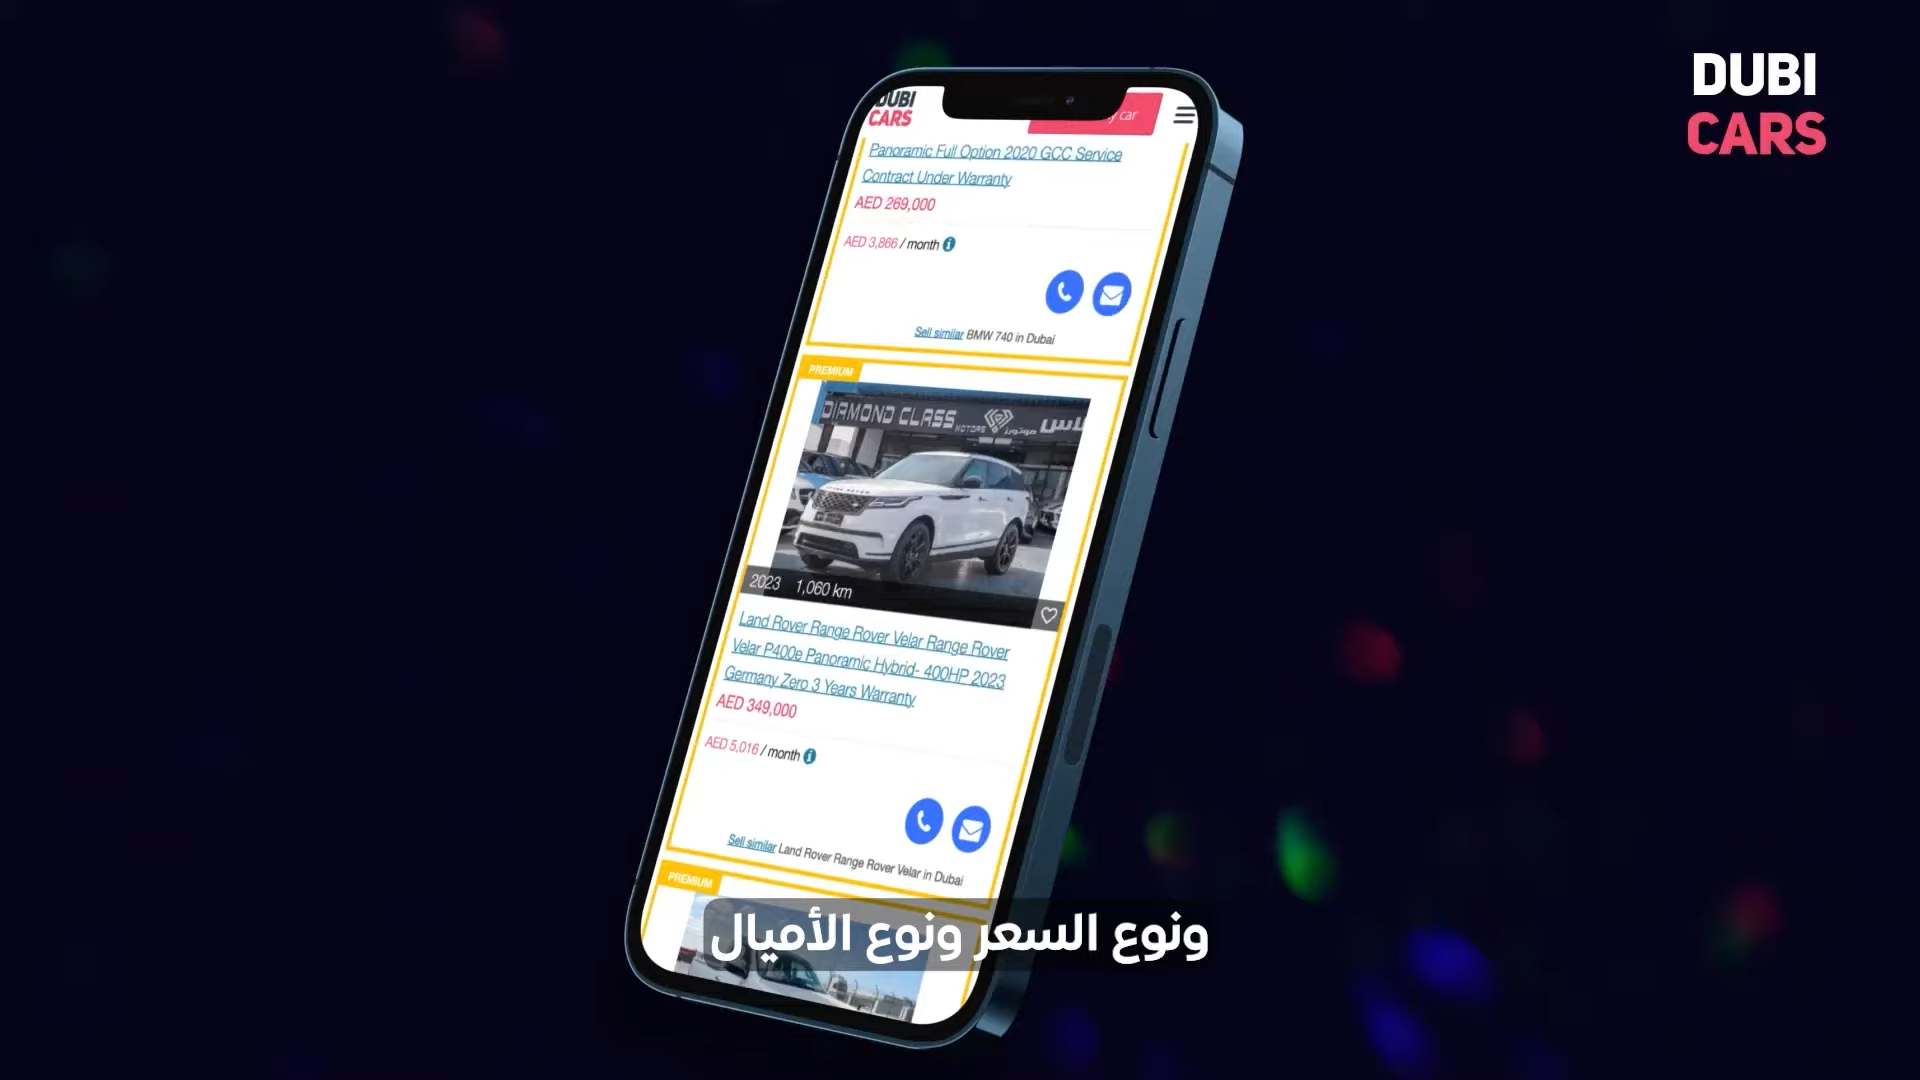 DUBI
CARS
DUBI
CARS
car
Panoramic Full Option 2020 GCC Service
Contract Under Warranty
AED 269,000
AED 3,866 / month
Sell similar BMW 740 in Dubai
PREMIUM
DIAMOND CLASS
MOTORS
موتورز
2023 1,060 km
Land Rover Range Rover Velar Range Rover
Velar P400e Panoramic Hybrid- 400HP 2023
Germany Zero 3 Years Warranty
AED 349,000
AED 5,016 / month
Sell similar Land Rover Range Rover Velar in Dubai
PREMIUM
ونوع السعر ونوع الأميال